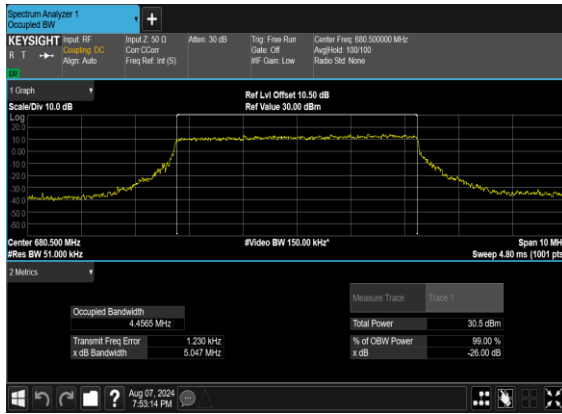 Spectrum Analyzer 1
Occupied BW
+
KEYSIGHT Input: RF Input Z: 50 Ω Atten: 30 dB Trig: Free Run Center Freq: 680.500000 MHz
R T Coupling: DC Corr CCorr Gate: Off Avg|Hold: 100/100
Align: Auto Freq Ref: Int (S) #IF Gain: Low Radio Std: None
LXI
1 Graph
Ref Lvl Offset 10.50 dB
Scale/Div 10.0 dB Ref Value 30.00 dBm
Log
20.0
10.0
0.00
-10.0
-20.0
-30.0
-40.0
-50.0
-60.0
Center 680.500 MHz #Video BW 150.00 kHz* Span 10 MHz
#Res BW 51.000 kHz Sweep 4.80 ms (1001 pts
2 Metrics
Measure Trace Trace 1
Occupied Bandwidth
4.4565 MHz
Total Power 30.5 dBm
Transmit Freq Error 1.230 kHz % of OBW Power 99.00 %
x dB Bandwidth 5.047 MHz x dB -26.00 dB
? Aug 07, 2024
7:53:14 PM